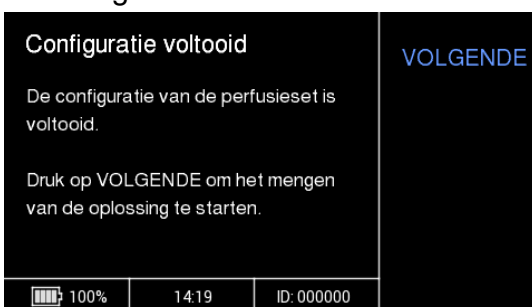 Configuratie voltooid
VOLGENDE
De configuratie van de perfusieset is
voltooid.
Druk op VOLGENDE om het mengen
van de oplossing te starten.
100%
14:19
ID: 000000